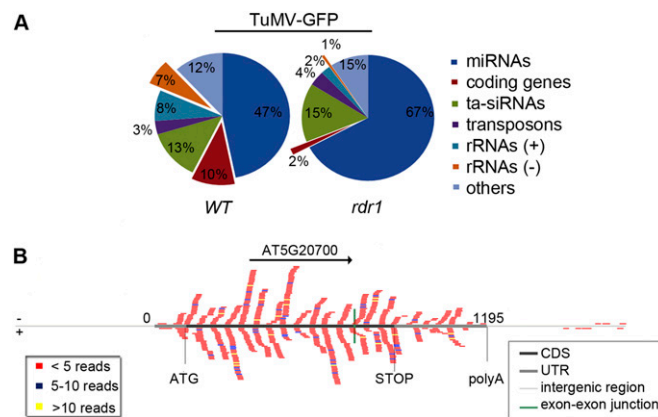 A
TuMV-GFP
12%
7%
8%
3%
13%
10%
47%
WT
1%
2%
4%
15%
15%
2%
67%
rdr1
miRNAs
coding genes
ta-siRNAs
transposons
rRNAs (+)
rRNAs (-)
others
B
AT5G20700
-
+
0
1195
ATG
STOP
polyA
< 5 reads
5-10 reads
>10 reads
CDS
UTR
intergenic region
exon-exon junction